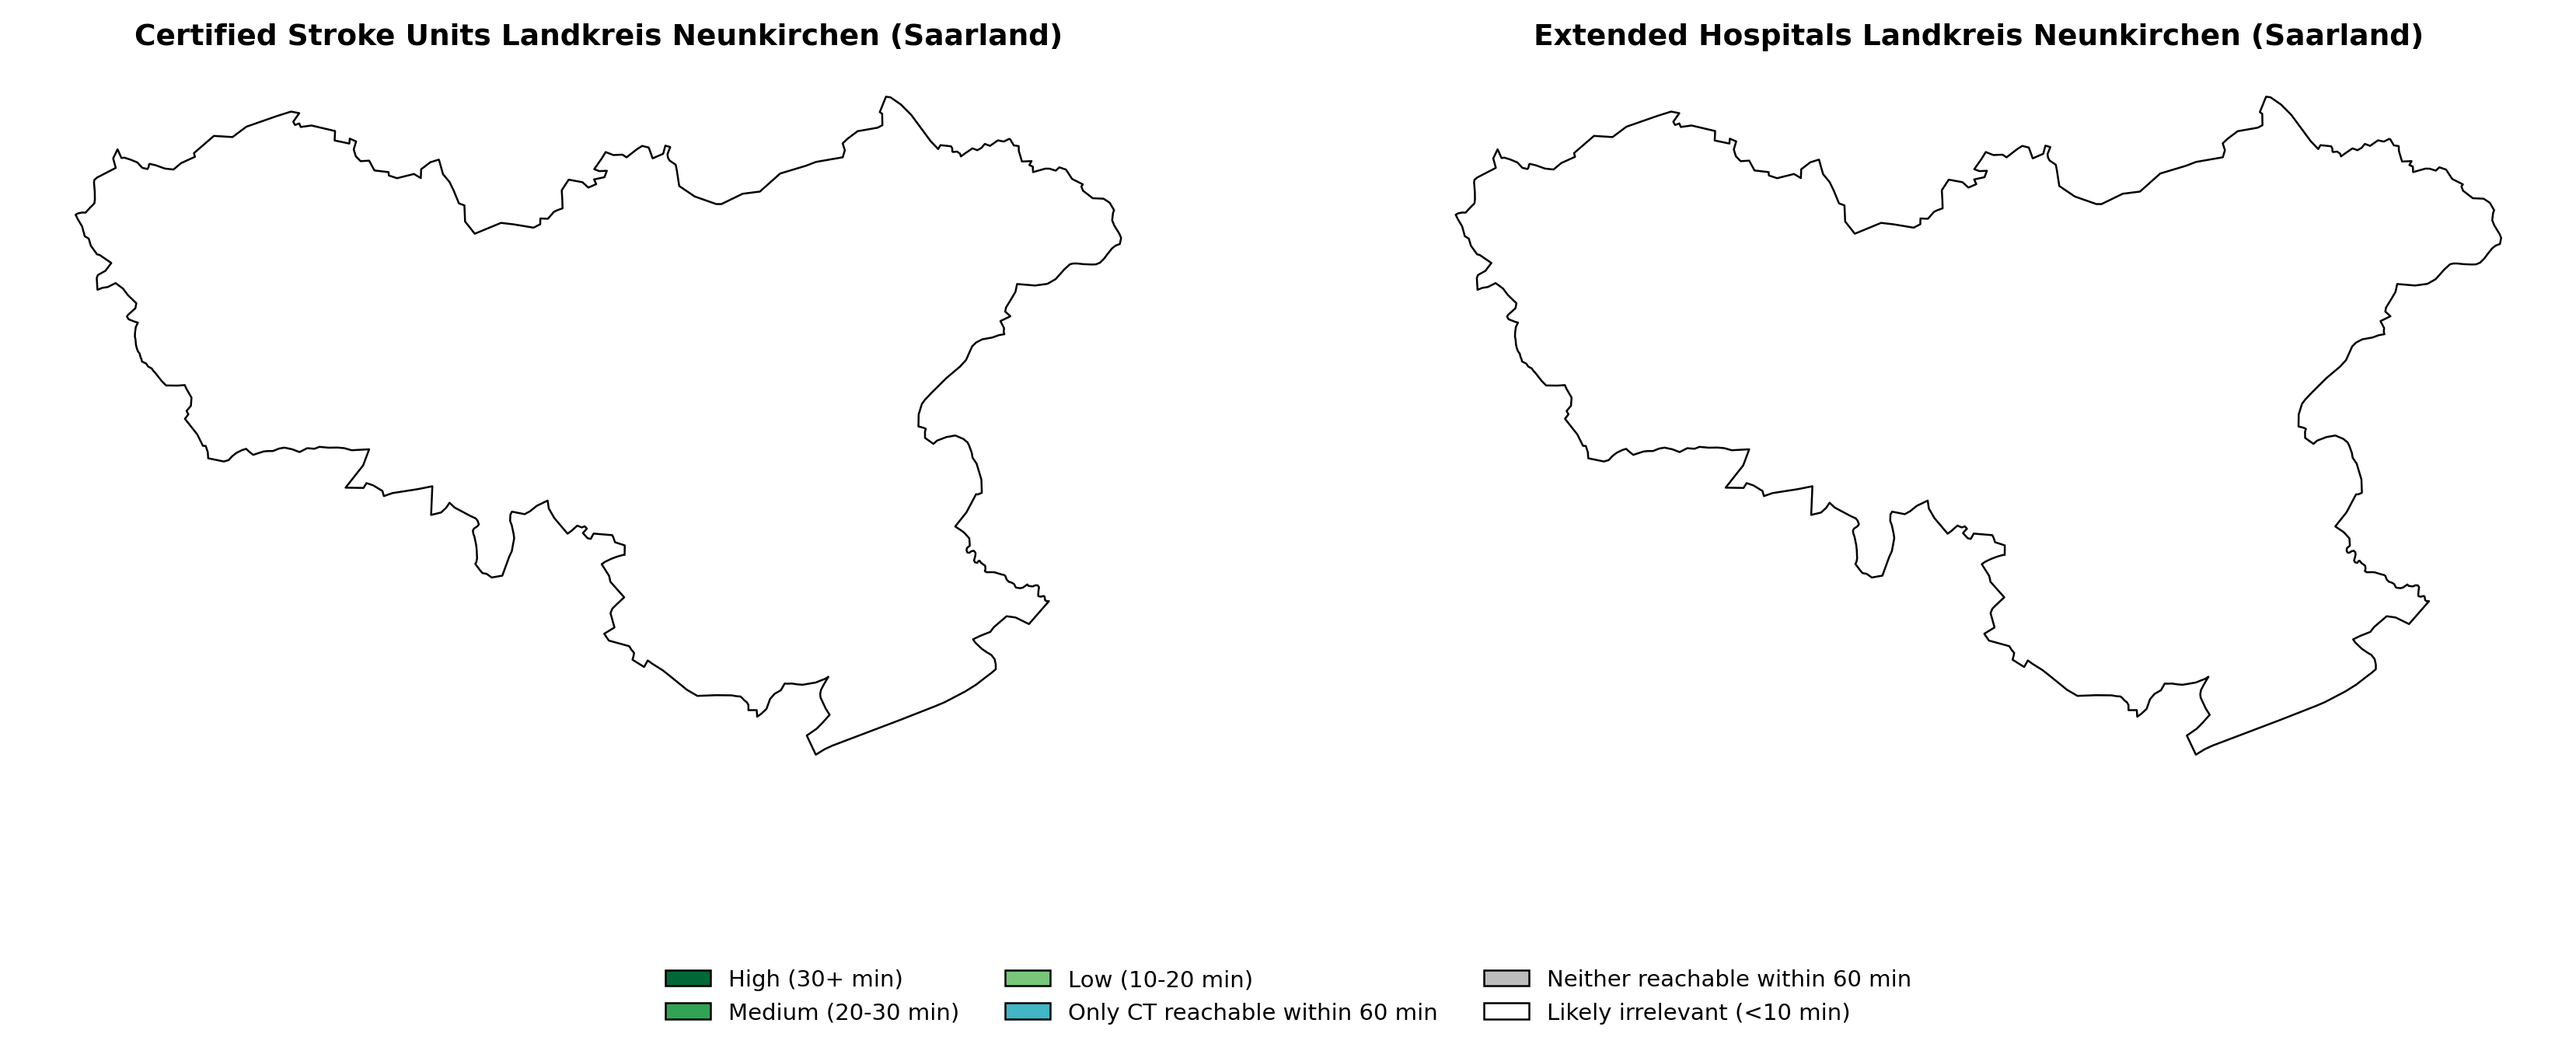 Certified Stroke Units Landkreis Neunkirchen (Saarland)
Extended Hospitals Landkreis Neunkirchen (Saarland)
High (30+ min)
Medium (20-30 min)
Low (10-20 min)
Only CT reachable within 60 min
Neither reachable within 60 min
Likely irrelevant (<10 min)